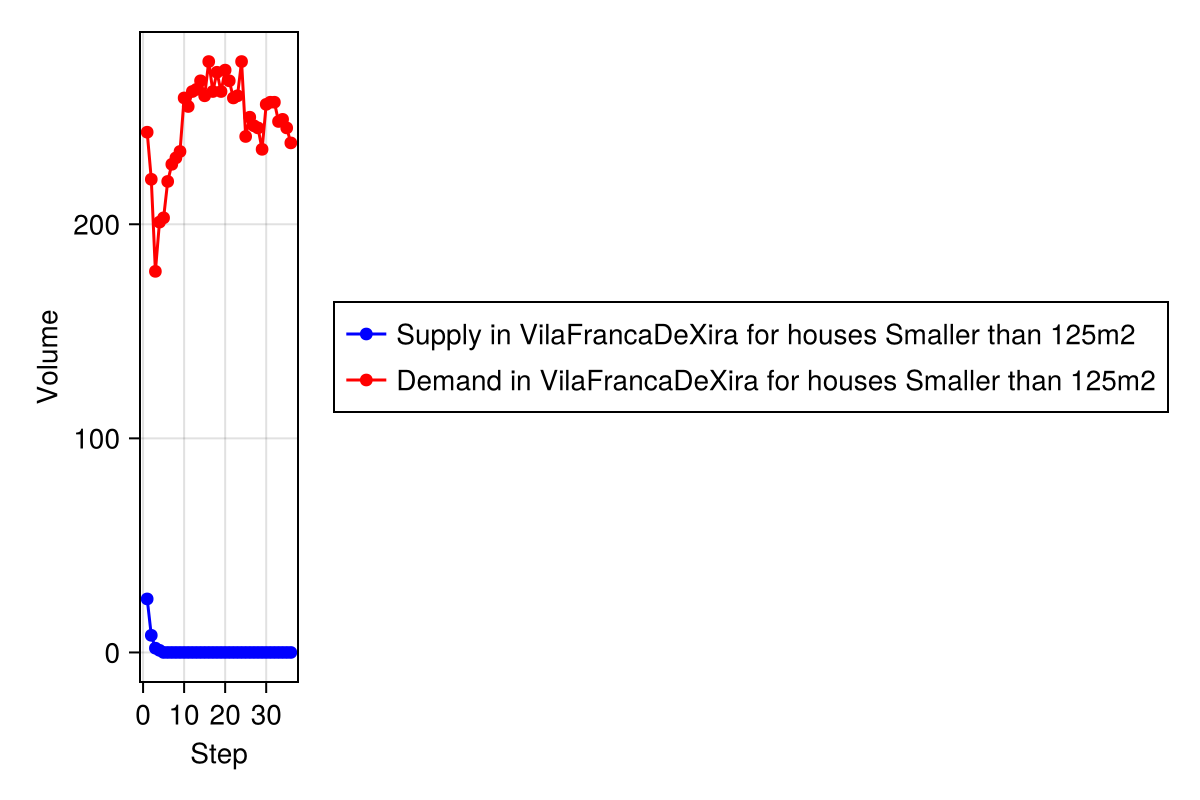 Volume
200
100
0
0 10 20 30
Step
Supply in VilaFrancaDeXira for houses Smaller than 125m2
Demand in VilaFrancaDeXira for houses Smaller than 125m2